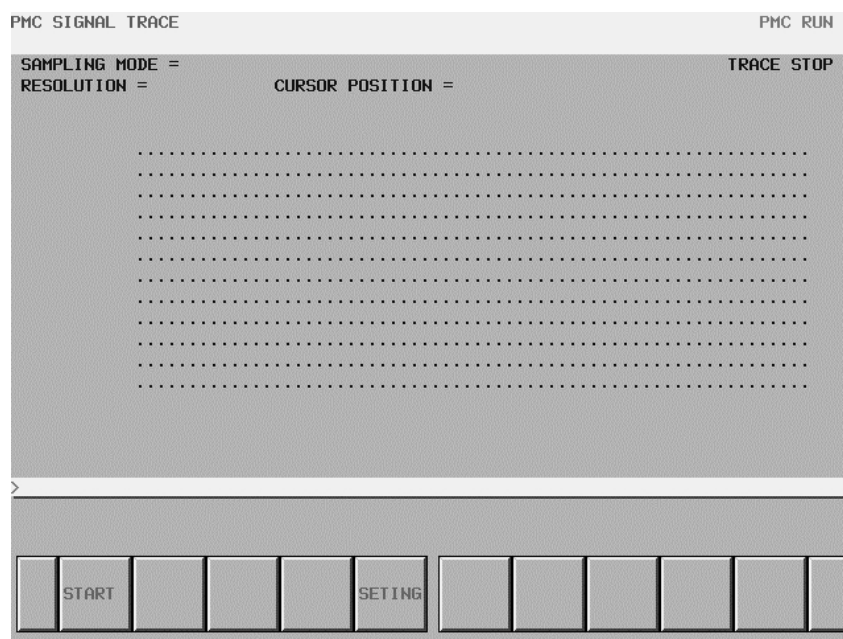 PMC SIGNAL TRACE PMC RUN
SAMPLING MODE = TRACE STOP
RESOLUTION = CURSOR POSITION =
>
START SETING